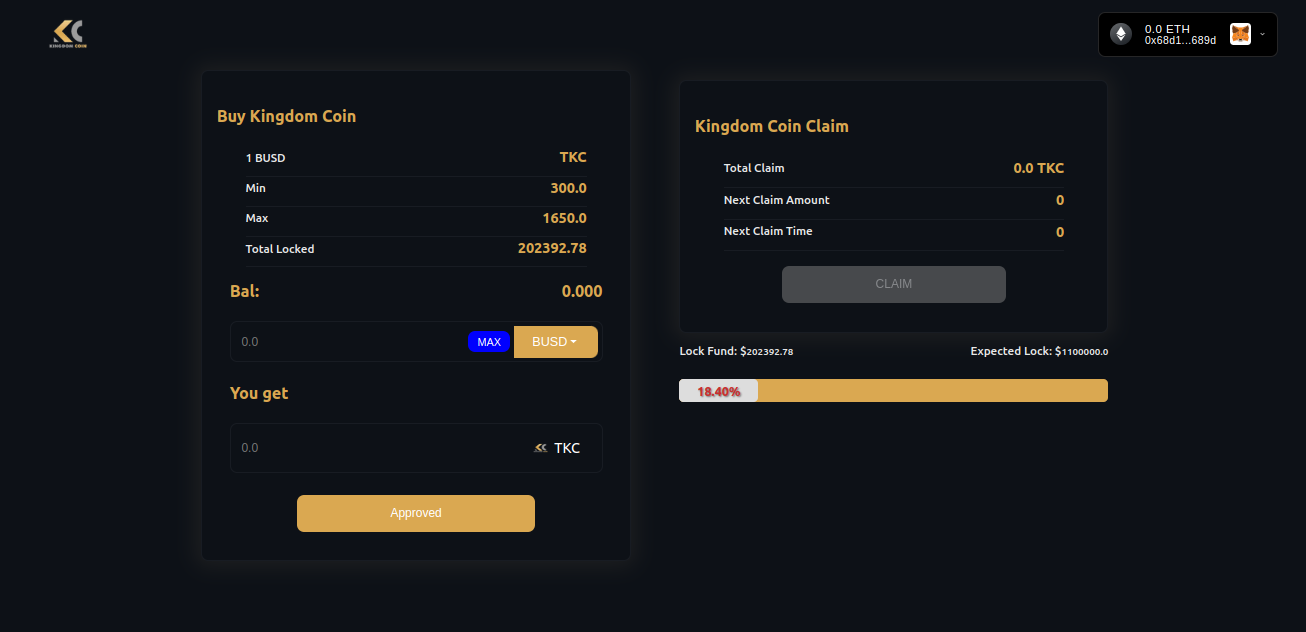 KINGDOM COIN
0.0 ETH
0x68d1...689d
Buy Kingdom Coin
1 BUSD TKC
Min 300.0
Max 1650.0
Total Locked 202392.78
Bal: 0.000
0.0 MAX BUSD
You get
0.0 TKC
Approved
Kingdom Coin Claim
Total Claim 0.0 TKC
Next Claim Amount 0
Next Claim Time 0
CLAIM
Lock Fund: $202392.78 Expected Lock: $1100000.0
18.40%